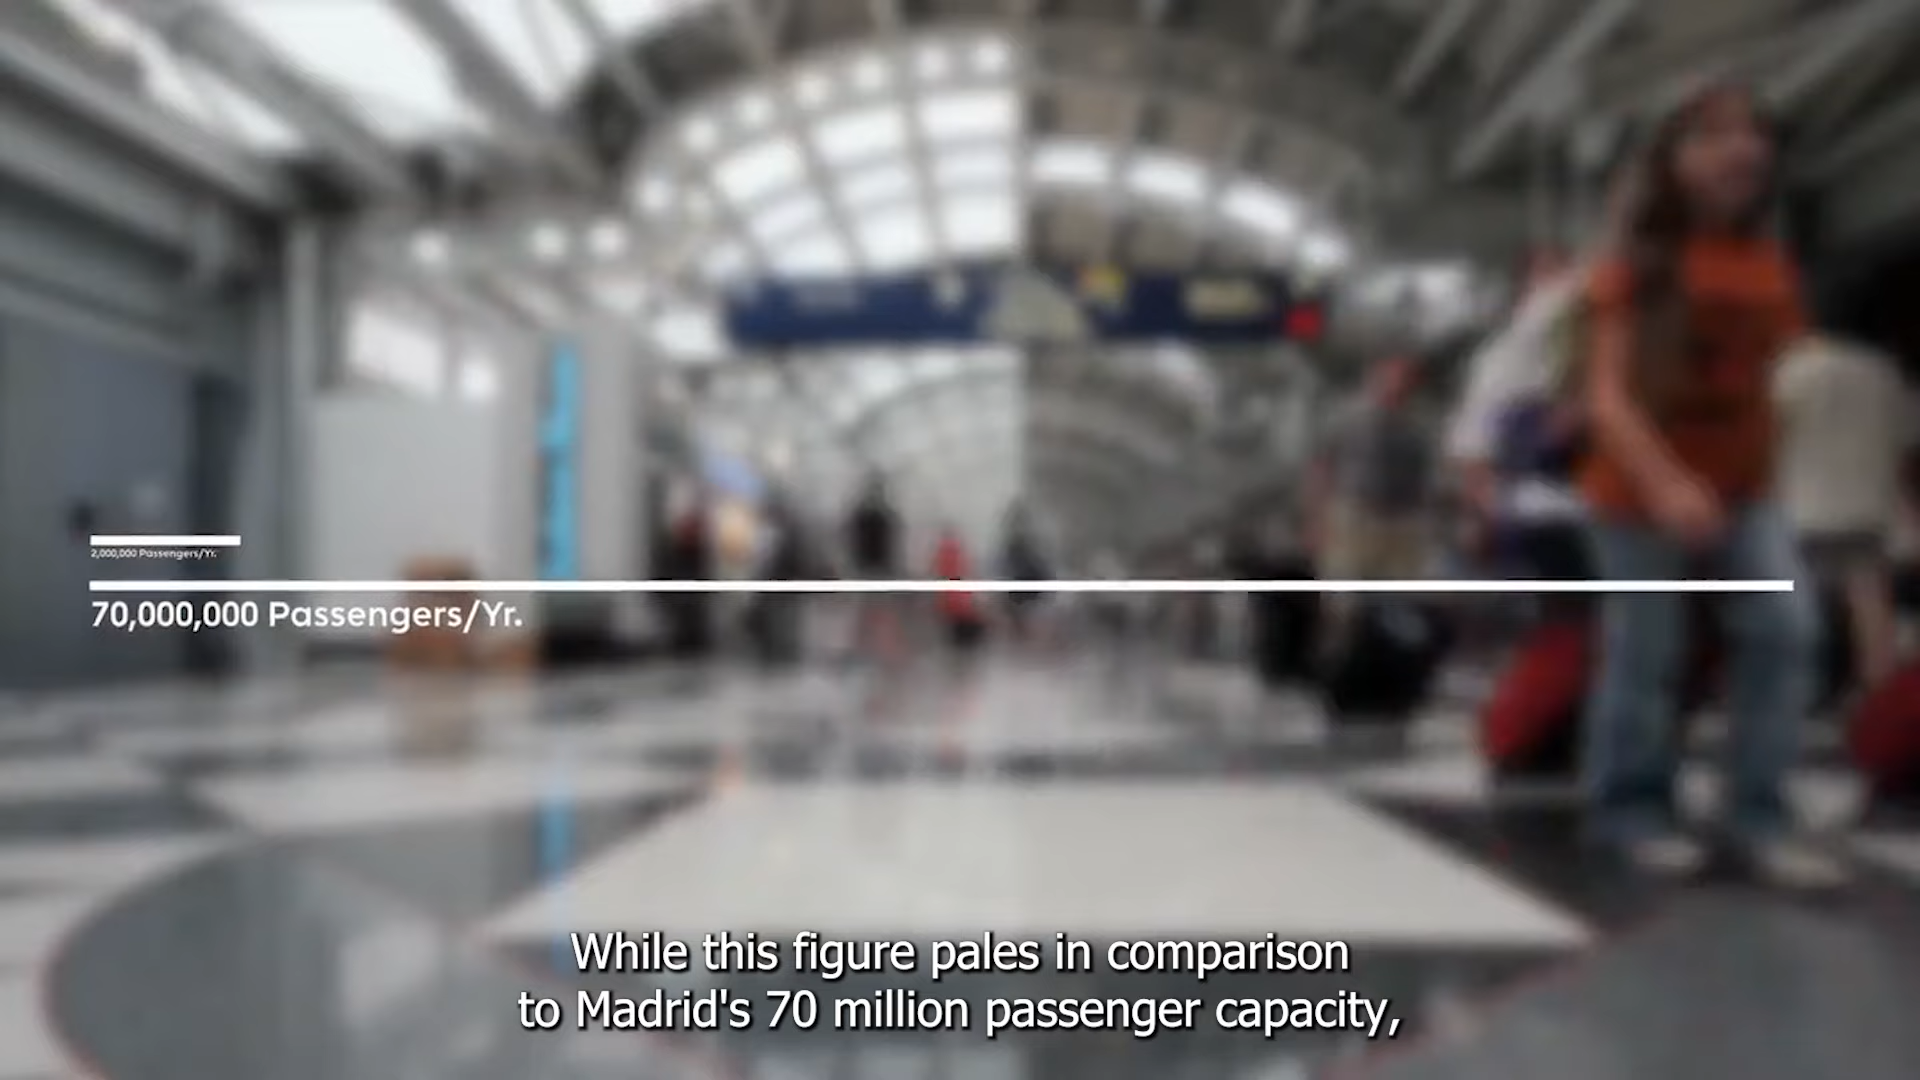 2,000,000 Passengers/Yr.
70,000,000 Passengers/Yr.
While this figure pales in comparison
to Madrid's 70 million passenger capacity,